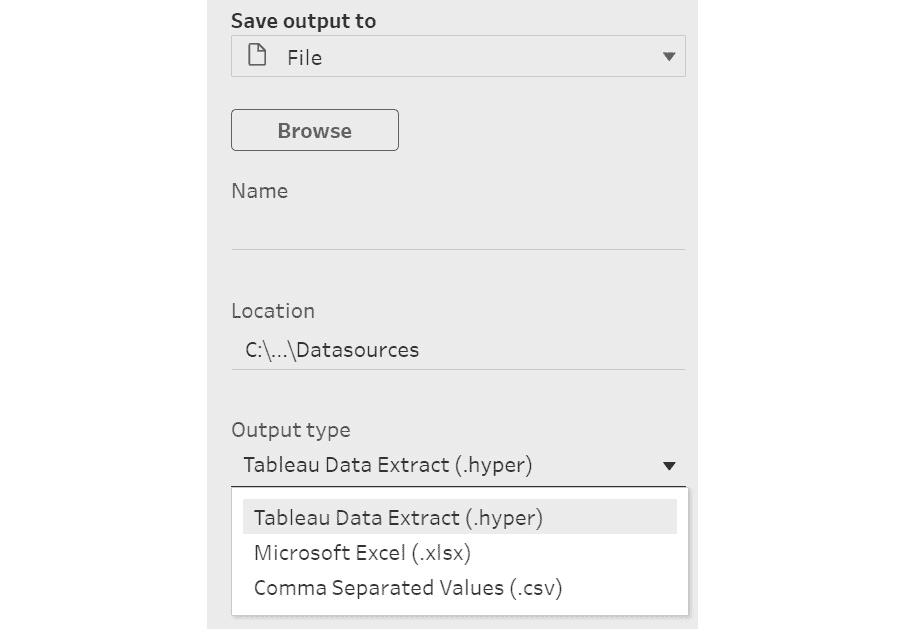 Save output to
File
Browse
Name
Location
C:\...\Datasources
Output type
Tableau Data Extract (.hyper)
Tableau Data Extract (.hyper)
Microsoft Excel (.xlsx)
Comma Separated Values (.csv)